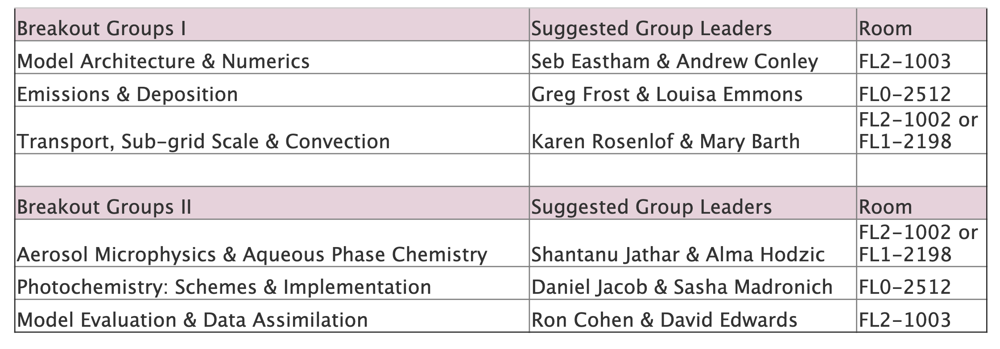 Breakout Groups I Suggested Group Leaders Room
Model Architecture & Numerics Seb Eastham & Andrew Conley FL2-1003
Emissions & Deposition Greg Frost & Louisa Emmons FL0-2512
Transport, Sub-grid Scale & Convection Karen Rosenlof & Mary Barth FL2-1002 or
FL1-2198
Breakout Groups II Suggested Group Leaders Room
Aerosol Microphysics & Aqueous Phase Chemistry Shantanu Jathar & Alma Hodzic FL2-1002 or
FL1-2198
Photochemistry: Schemes & Implementation Daniel Jacob & Sasha Madronich FL0-2512
Model Evaluation & Data Assimilation Ron Cohen & David Edwards FL2-1003